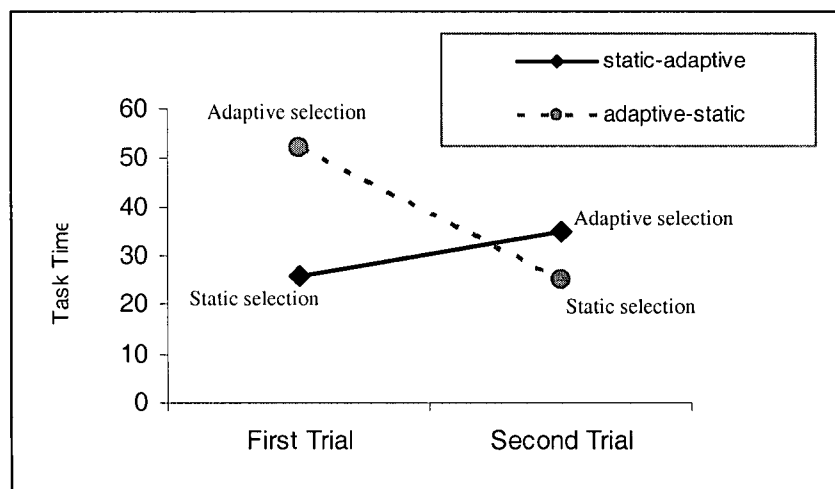 static-adaptive
adaptive-static
60
50
40
30
20
10
0
Task Time
Adaptive selection
Static selection
Adaptive selection
Static selection
First Trial
Second Trial